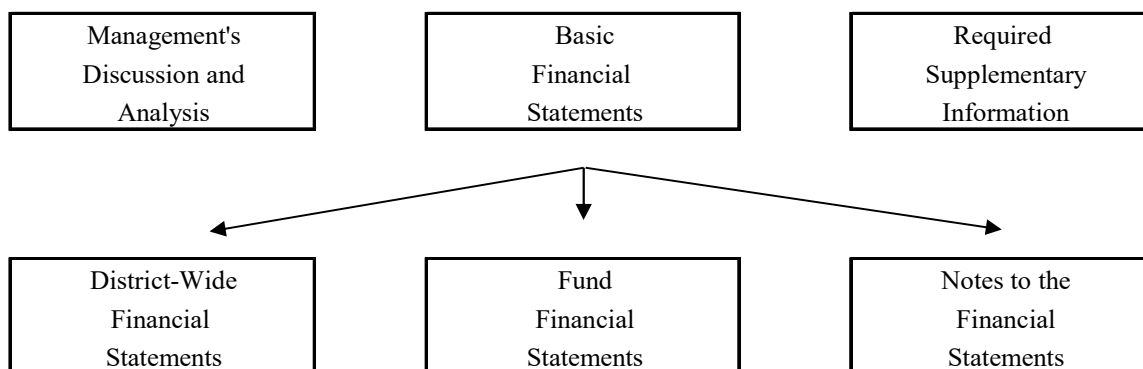 Management's
Discussion and
Analysis
Basic
Financial
Statements
Required
Supplementary
Information
District-Wide
Financial
Statements
Fund
Financial
Statements
Notes to the
Financial
Statements